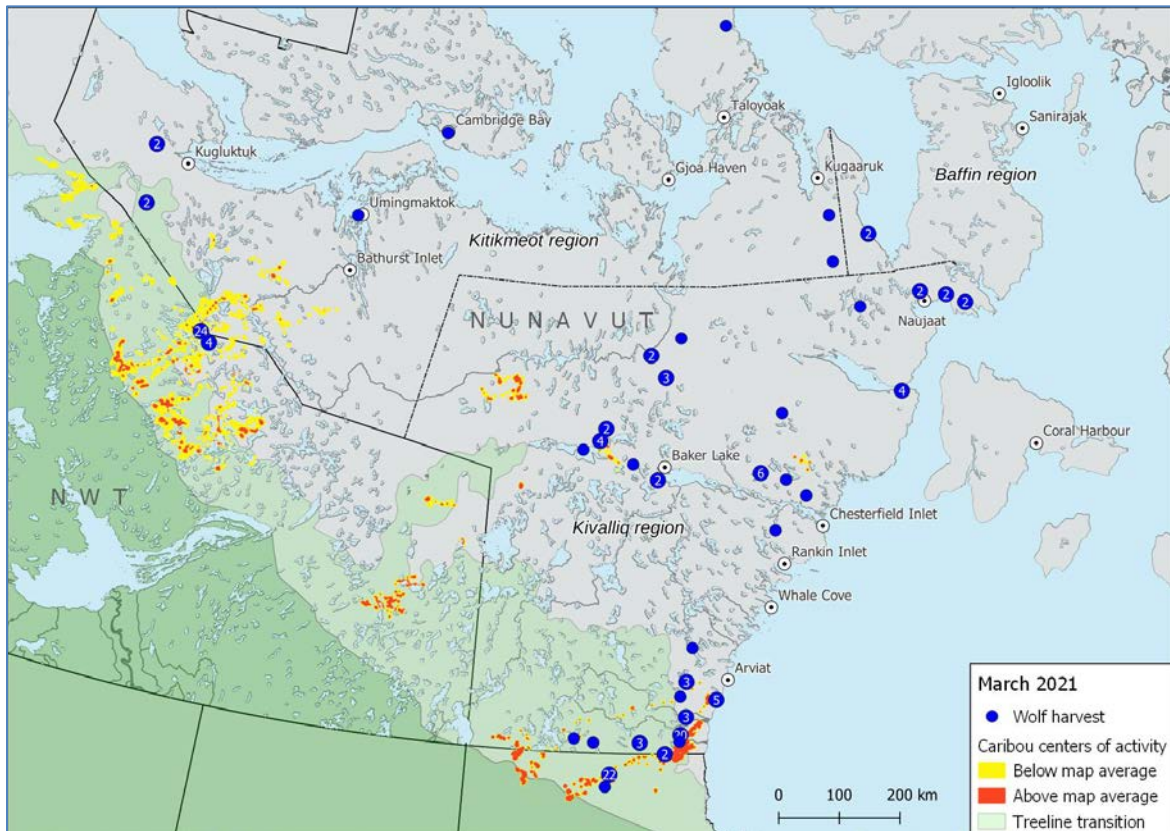 Igloolik
Taloyoak
Sanirajak
Cambridge Bay
2
Kugluktuk
Gjoa Haven
Kugaaruk
Baffin region
2
Umingmaktok
2
Kitikmeot region
Bathurst Inlet
2
2
2
Naujaat
NUNAVUT
24
4
2
3
4
2
4
Coral Harbour
Baker Lake
6
2
NWT
Chesterfield Inlet
Kivalliq region
Rankin Inlet
Whale Cove
Arviat
3
5
3
20
3
2
22
0 100 200 km
March 2021
Wolf harvest
Caribou centers of activity
Below map average
Above map average
Treeline transition